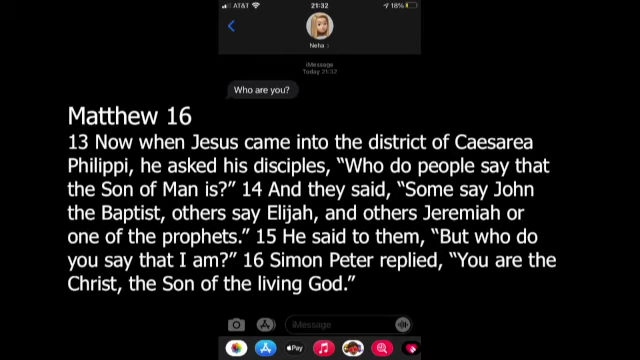 AT&T
21:32
18%
Neha
iMessage
Today 21:32
Who are you?
Matthew 16
13 Now when Jesus came into the district of Caesarea
Philippi, he asked his disciples, “Who do people say that
the Son of Man is?” 14 And they said, “Some say John
the Baptist, others say Elijah, and others Jeremiah or
one of the prophets.” 15 He said to them, “But who do
you say that I am?” 16 Simon Peter replied, “You are the
Christ, the Son of the living God.”
iMessage
Pay